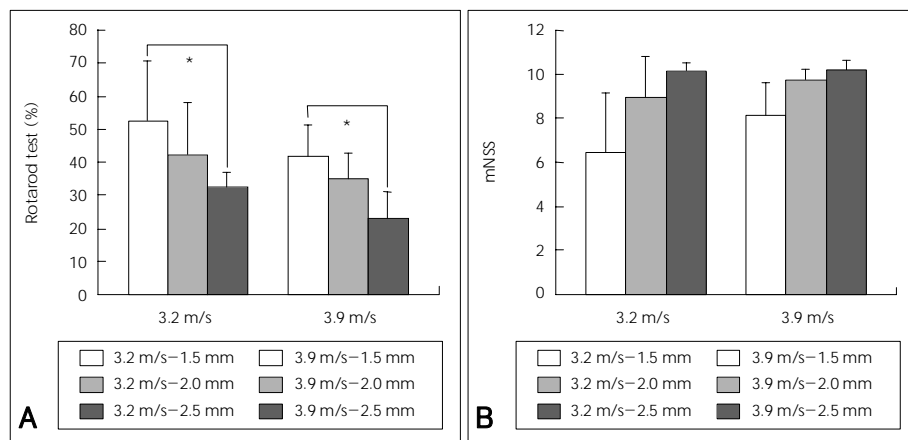 80
70
60
50
40
30
20
10
0
Rotarod test (%)
*
*
3.2 m/s
3.9 m/s
3.2 m/s−1.5 mm
3.9 m/s−1.5 mm
3.2 m/s−2.0 mm
3.9 m/s−2.0 mm
3.2 m/s−2.5 mm
3.9 m/s−2.5 mm
A
12
10
8
6
4
2
0
mNSS
3.2 m/s
3.9 m/s
3.2 m/s−1.5 mm
3.9 m/s−1.5 mm
3.2 m/s−2.0 mm
3.9 m/s−2.0 mm
3.2 m/s−2.5 mm
3.9 m/s−2.5 mm
B